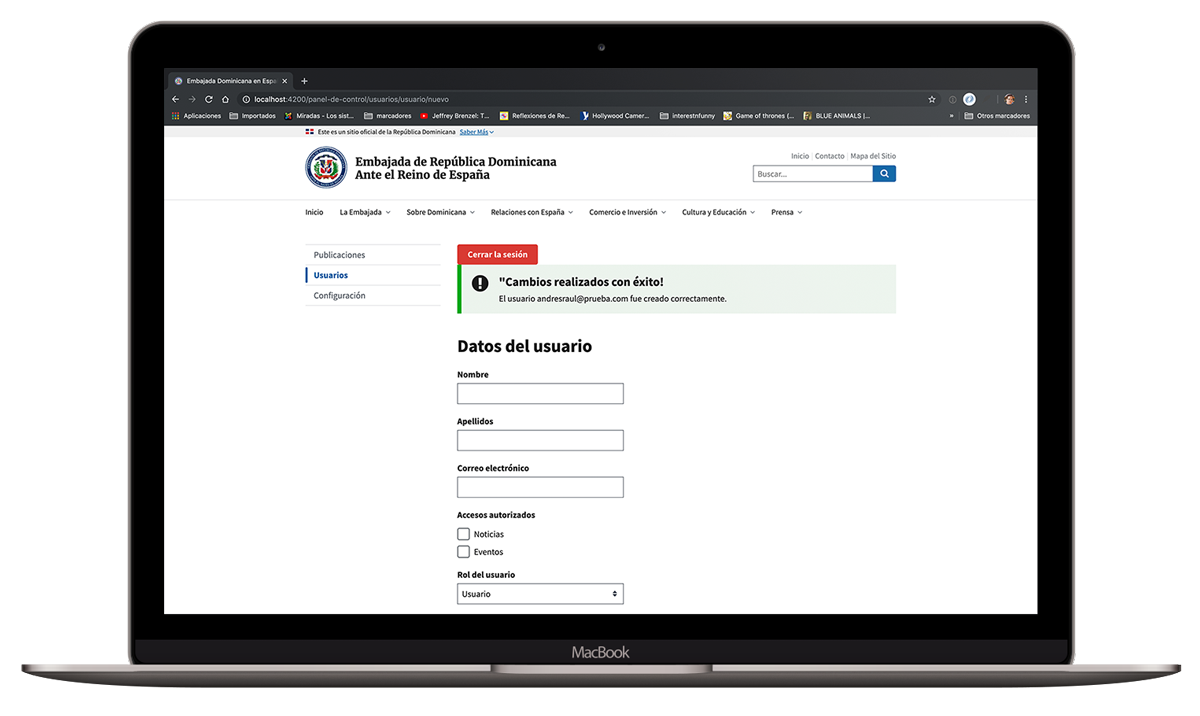 Embajada Dominicana en Espa
localhost:4200/panel-de-control/usuarios/usuario/nuevo
Aplicaciones Importados Miradas - Los sist... marcadores Jeffrey Brenzel: T... Reflexiones de Re... Hollywood Camer... interestnfunny Game of thrones (... BLUE ANIMALS |... » Otros marcadores
Este es un sitio oficial de la República Dominicana Saber Más
Embajada de República Dominicana
Ante el Reino de España
Inicio | Contacto | Mapa del Sitio
Buscar...
Inicio La Embajada Sobre Dominicana Relaciones con España Comercio e Inversión Cultura y Educación Prensa
Publicaciones
Usuarios
Configuración
Cerrar la sesión
"Cambios realizados con éxito!
El usuario andresraul@prueba.com fue creado correctamente.
Datos del usuario
Nombre
Apellidos
Correo electrónico
Accesos autorizados
Noticias
Eventos
Rol del usuario
Usuario
MacBook